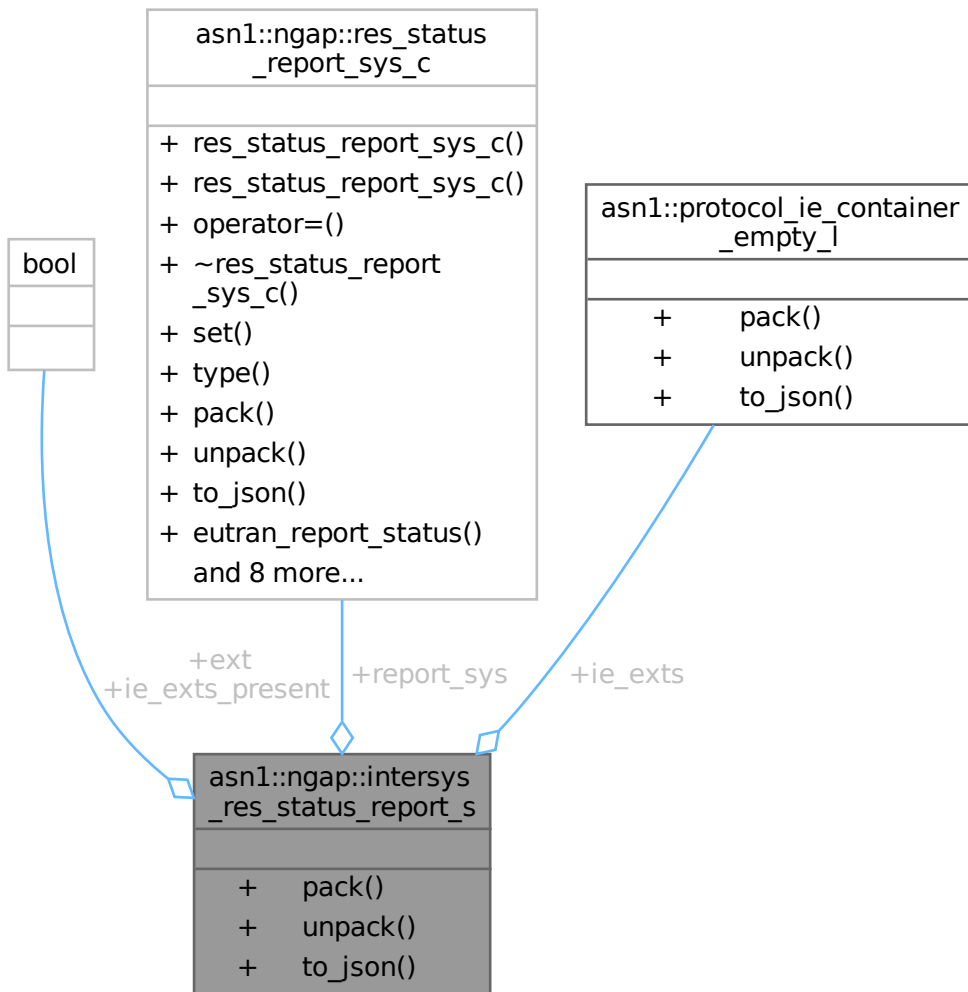 asn1::ngap::res_status
_report_sys_c
+ res_status_report_sys_c()
+ res_status_report_sys_c()
+ operator=()
+ ~res_status_report
_sys_c()
+ set()
+ type()
+ pack()
+ unpack()
+ to_json()
+ eutran_report_status()
and 8 more...
bool
asn1::protocol_ie_container
_empty_l
+ pack()
+ unpack()
+ to_json()
+ext
+ie_exts_present
+report_sys
+ie_exts
asn1::ngap::intersys
_res_status_report_s
+ pack()
+ unpack()
+ to_json()